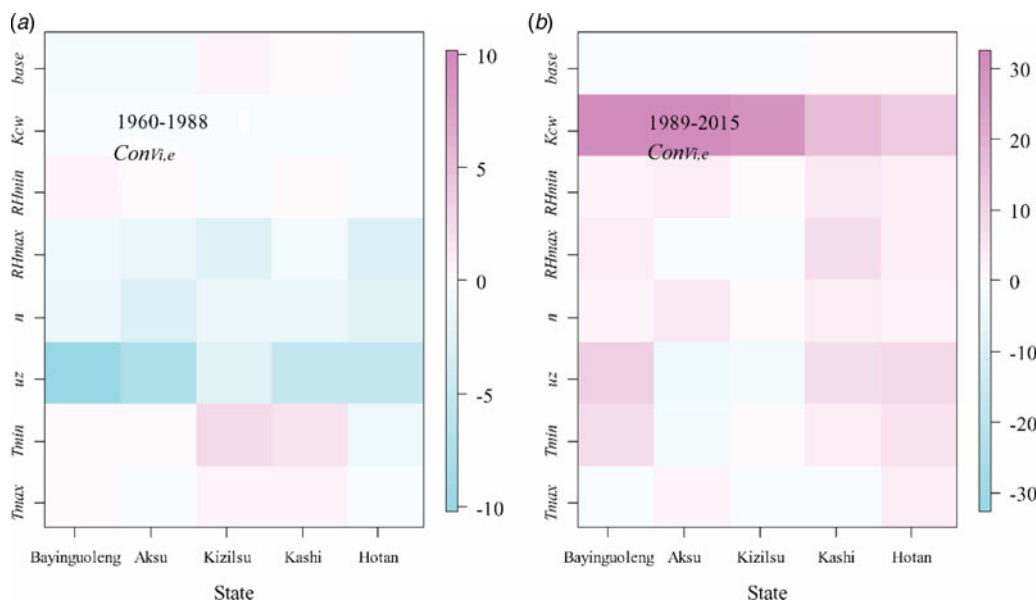 (a)
base
Kcw
RHmin
RHmax
n
uz
Tmin
Tmax
1960-1988
ConVi,e
10
5
0
-5
-10
Bayinguoleng Aksu Kizilsu Kashi Hotan
State
(b)
base
Kcw
RHmin
RHmax
n
uz
Tmin
Tmax
1989-2015
ConVi,e
30
20
10
0
-10
-20
-30
Bayinguoleng Aksu Kizilsu Kashi Hotan
State